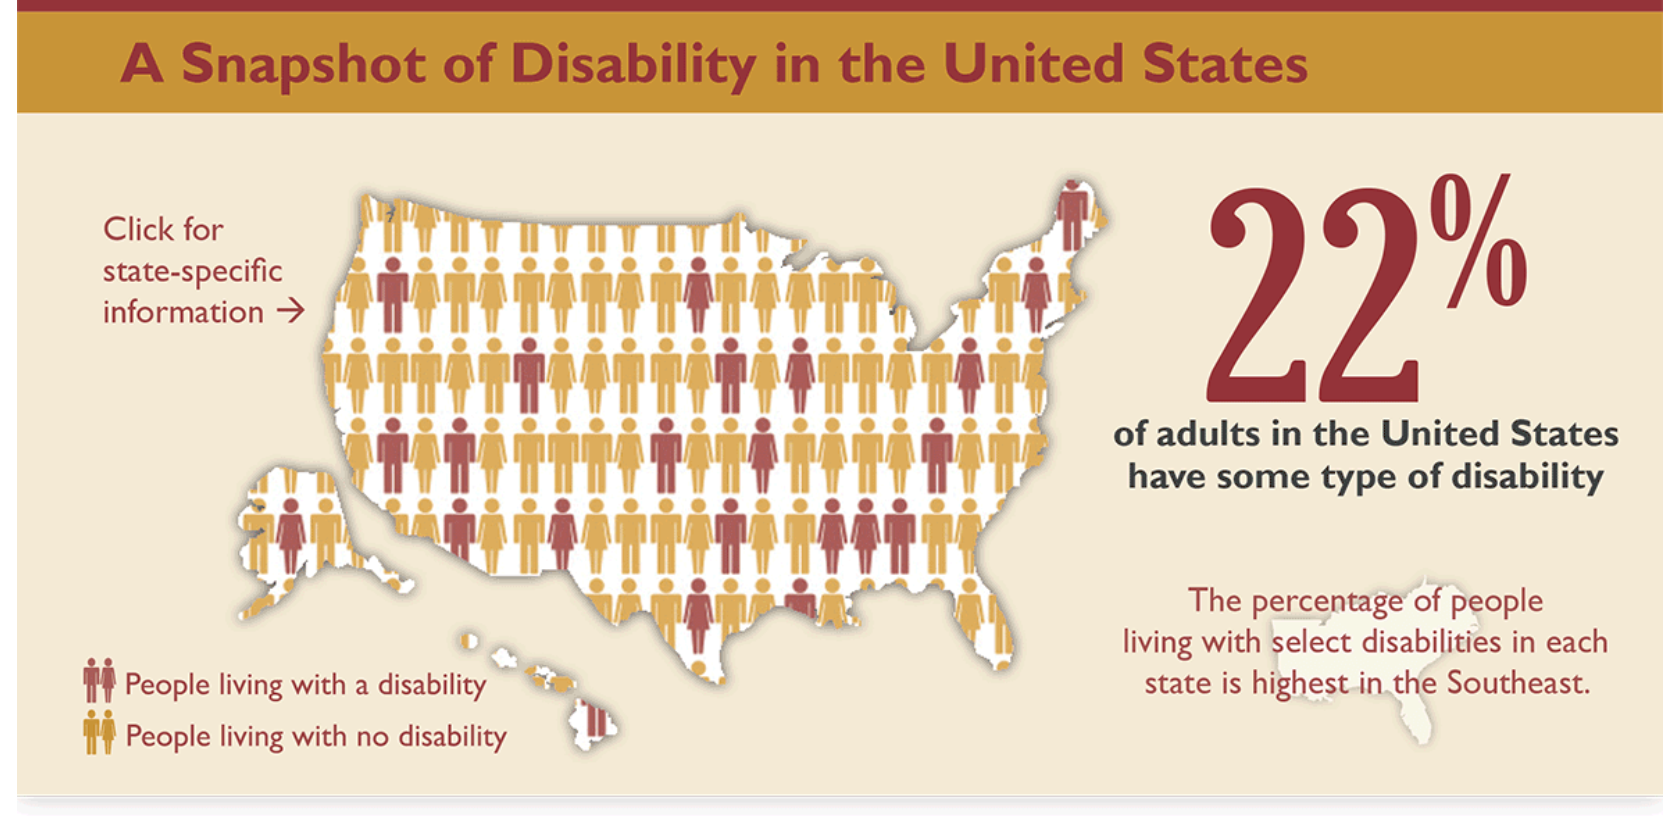 A Snapshot of Disability in the United States
Click for
state-specific
information →
22%
of adults in the United States
have some type of disability
The percentage of people
living with select disabilities in each
state is highest in the Southeast.
People living with a disability
People living with no disability